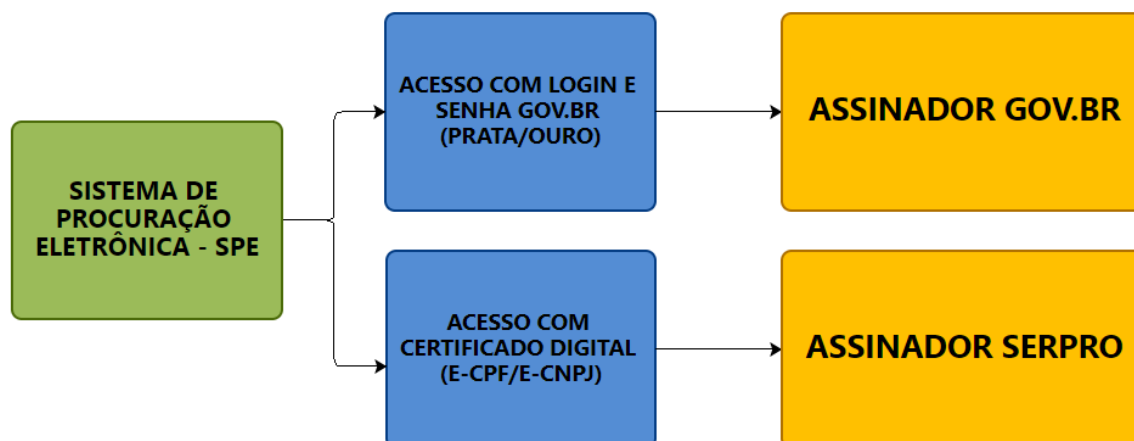 SISTEMA DE
PROCURAÇÃO
ELETRÔNICA - SPE
ACESSO COM LOGIN E
SENHA GOV.BR
(PRATA/OURO)
ASSINADOR GOV.BR
ACESSO COM
CERTIFICADO DIGITAL
(E-CPF/E-CNPJ)
ASSINADOR SERPRO